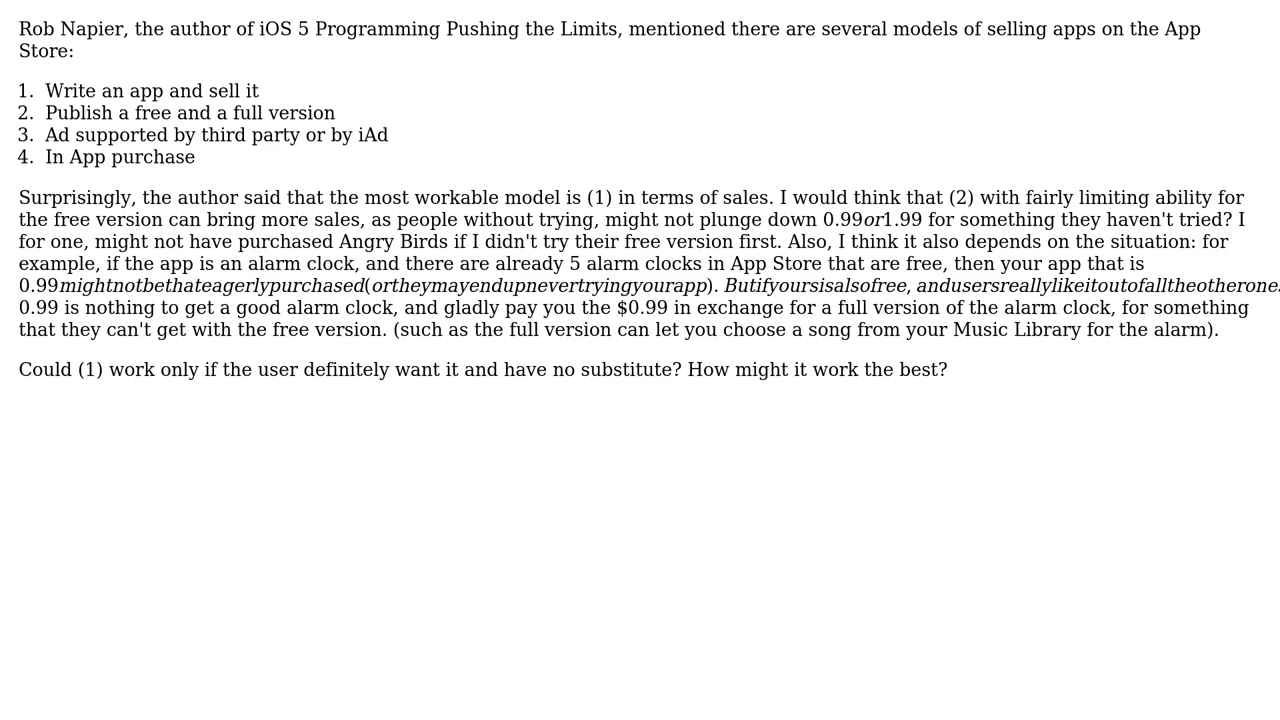 Rob Napier, the author of iOS 5 Programming Pushing the Limits, mentioned there are several models of selling apps on the App
Store:
1. Write an app and sell it
2. Publish a free and a full version
3. Ad supported by third party or by iAd
4. In App purchase
Surprisingly, the author said that the most workable model is (1) in terms of sales. I would think that (2) with fairly limiting ability for
the free version can bring more sales, as people without trying, might not plunge down 0.99or1.99 for something they haven't tried? I
for one, might not have purchased Angry Birds if I didn't try their free version first. Also, I think it also depends on the situation: for
example, if the app is an alarm clock, and there are already 5 alarm clocks in App Store that are free, then your app that is
0.99mightnotbethateagerlypurchased(ortheymayendupnevertryingyourapp). Butifyoursisalsofree, andusersreallylikeitoutofalltheotherone
0.99 is nothing to get a good alarm clock, and gladly pay you the $0.99 in exchange for a full version of the alarm clock, for something
that they can't get with the free version. (such as the full version can let you choose a song from your Music Library for the alarm).
Could (1) work only if the user definitely want it and have no substitute? How might it work the best?